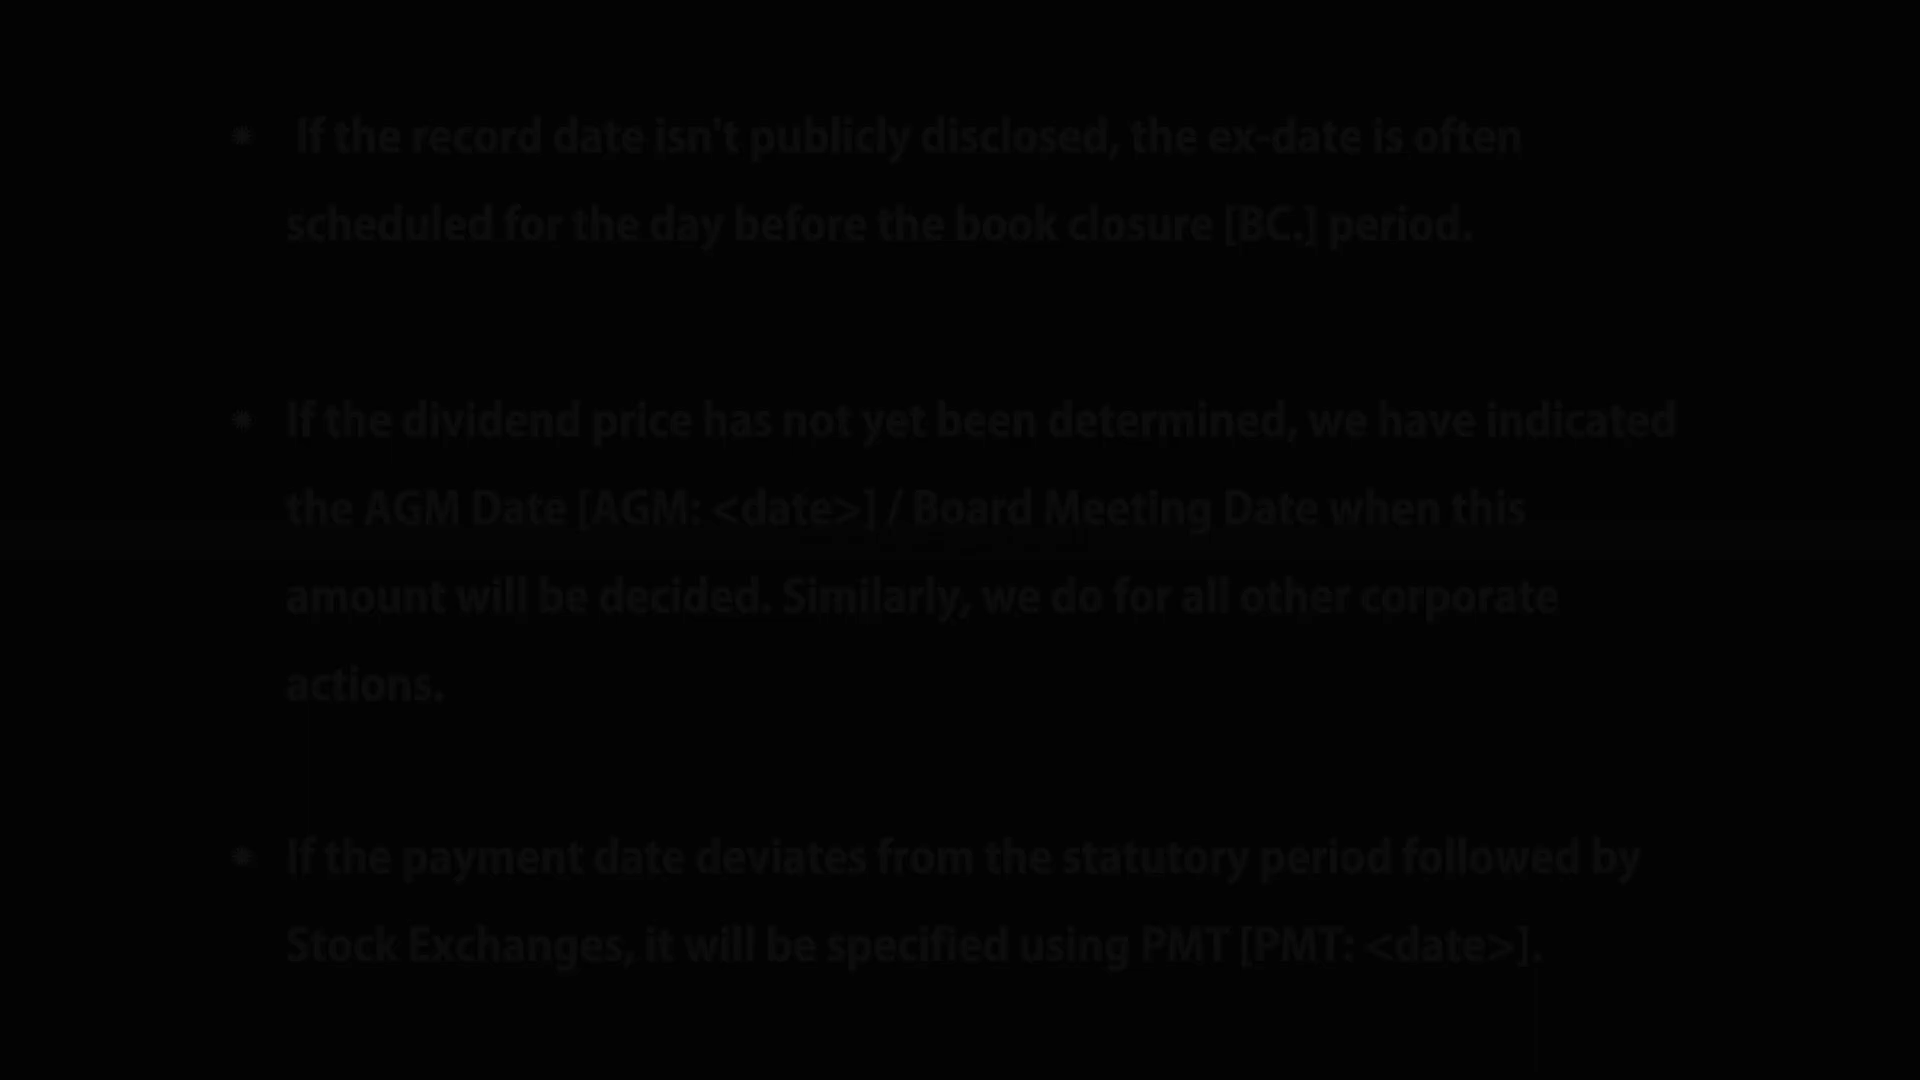 * If the record date isn't publicly disclosed, the ex-date is often
scheduled for the day before the book closure [BC.] period.
* If the dividend price has not yet been determined, we have indicated
the AGM Date [AGM: <date>] / Board Meeting Date when this
amount will be decided. Similarly, we do for all other corporate
actions.
* If the payment date deviates from the statutory period followed by
Stock Exchanges, it will be specified using PMT [PMT: <date>].